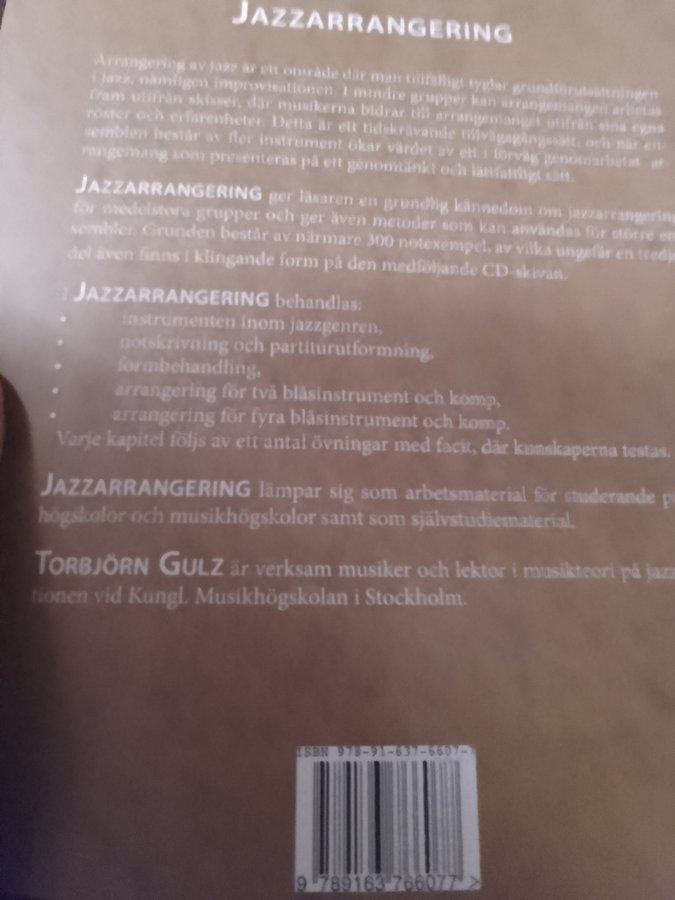 JAZZARRANGERING
Arrangering av jazz är ett område där man tillfälligt tyglar grundförutsättningen
i jazz, nämligen improvisationen. I mindre grupper kan arrangemangen arbetas
fram utifrån skisser, där musikerna bidrar till arrangemanget utifrån sina egna
röster och erfarenheter. Detta är ett tidskrävande tillvägagångssätt, och när en-
semblen består av fler instrument ökar värdet av ett i förväg genomarbetat ar-
rangemang som presenteras på ett genomtänkt och lättfattligt sätt.
JAZZARRANGERING ger läsaren en grundlig kännedom om jazzarrangering
för medelstora grupper och ger även metoder som kan användas för större en
sembler. Grunden består av närmare 300 notexempel, av vilka ungefär en tredje
del även finns i klingande form på den medföljande CD-skivan.
I JAZZARRANGERING behandlas:
• instrumenten inom jazzgenren,
• notskrivning och partiturutformning,
• formbehandling,
• arrangering för två blåsinstrument och komp,
• arrangering för fyra blåsinstrument och komp.
Varje kapitel följs av ett antal övningar med facit, där kunskaperna testas.
JAZZARRANGERING lämpar sig som arbetsmaterial för studerande p
högskolor och musikhögskolor samt som självstudiematerial.
TORBJÖRN GULZ är verksam musiker och lektor i musikteori på jazz
tionen vid Kungl. Musikhögskolan i Stockholm.
ISBN 978-91-637-6607-7
9 789163 766077 >